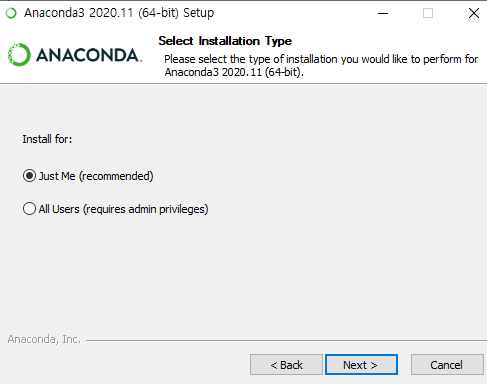 Anaconda3 2020.11 (64-bit) Setup
ANACONDA.
Select Installation Type
Please select the type of installation you would like to perform for
Anaconda3 2020.11 (64-bit).
Install for:
Just Me (recommended)
All Users (requires admin privileges)
Anaconda, Inc.
< Back
Next >
Cancel